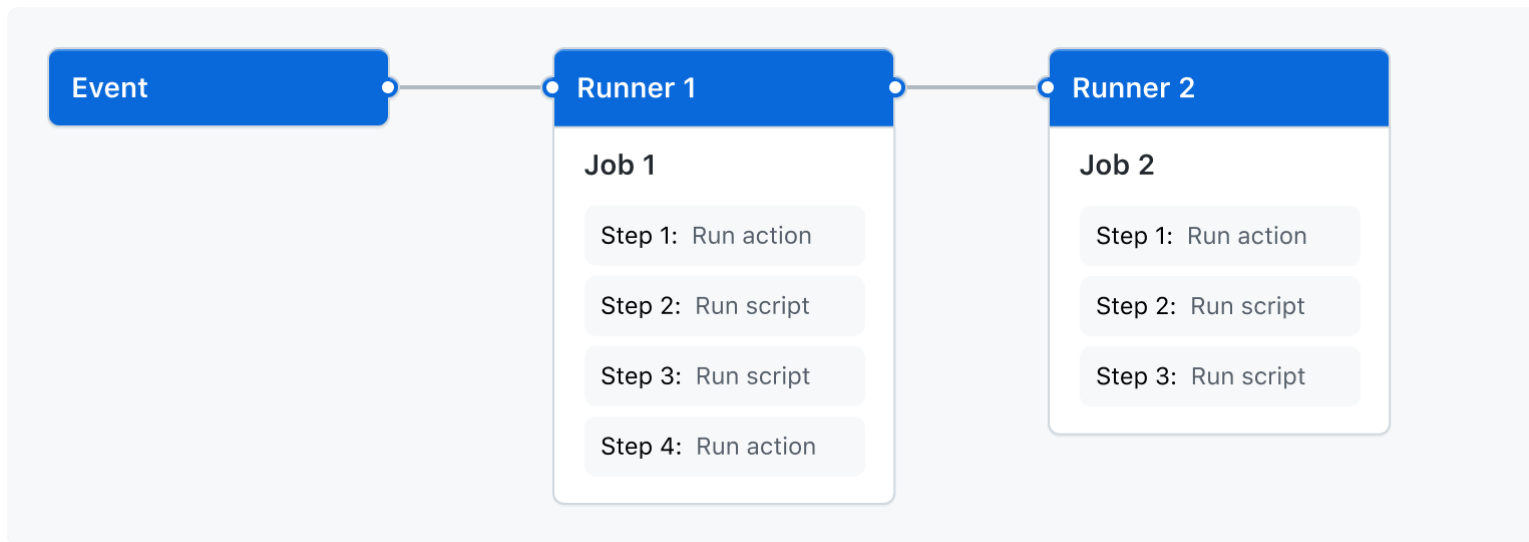 Event
Runner 1
Job 1
Step 1: Run action
Step 2: Run script
Step 3: Run script
Step 4: Run action
Runner 2
Job 2
Step 1: Run action
Step 2: Run script
Step 3: Run script